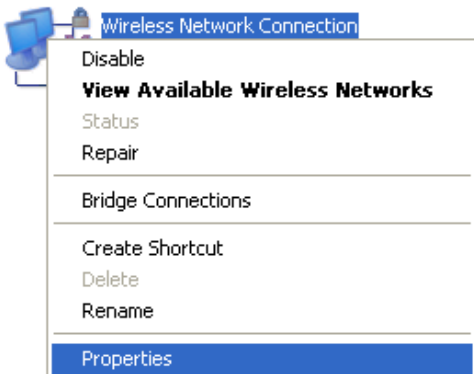 Wireless Network Connection
Disable
View Available Wireless Networks
Status
Repair
Bridge Connections
Create Shortcut
Delete
Rename
Properties